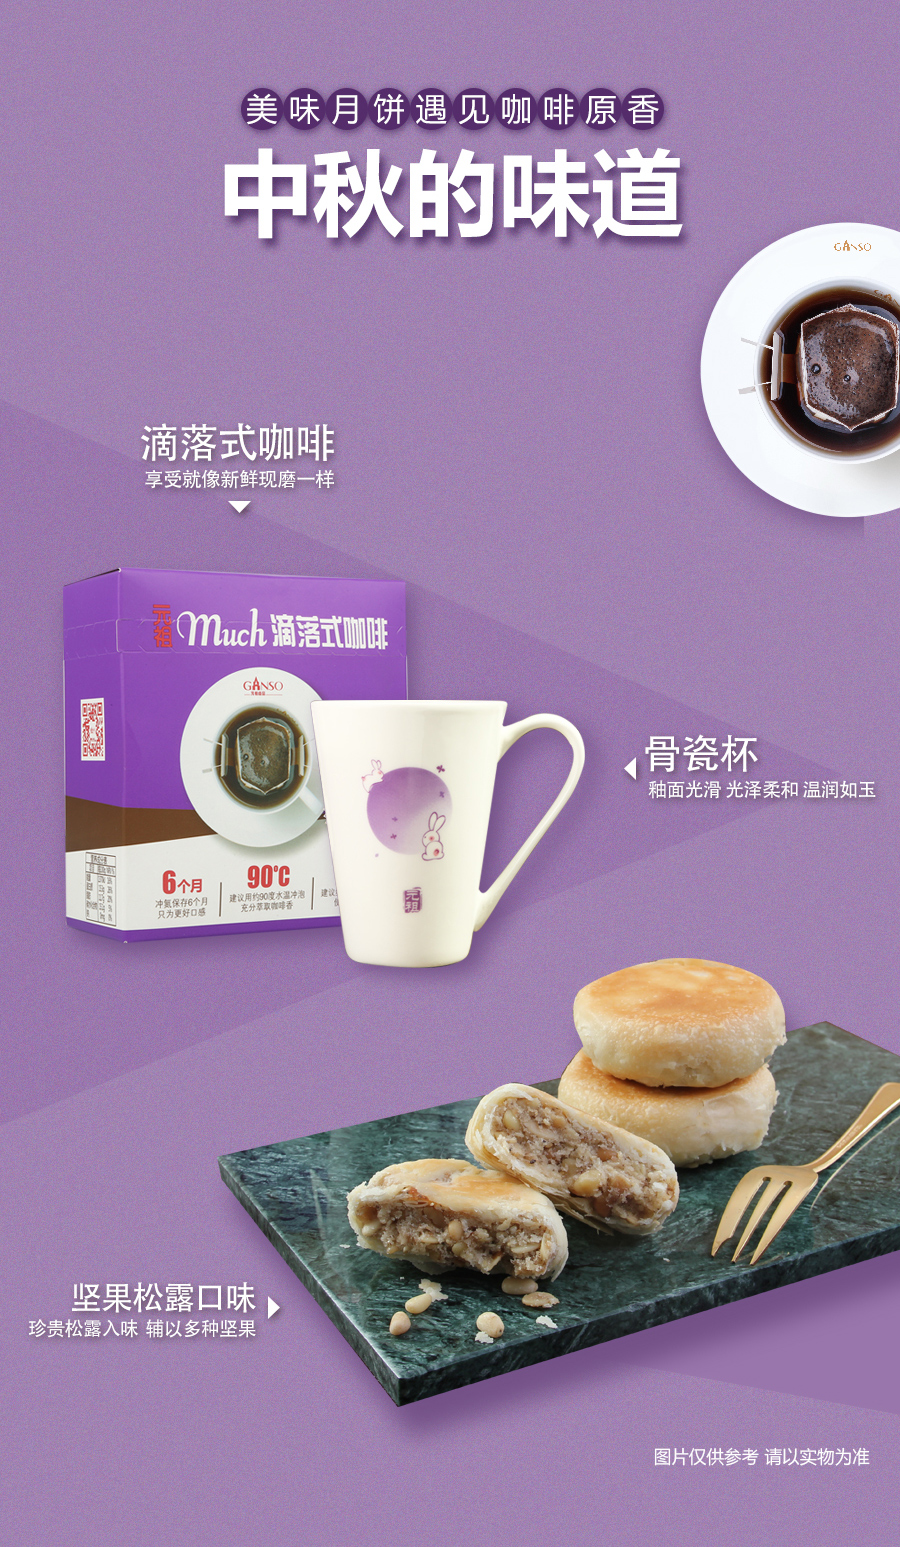 美味月饼遇见咖啡原香
中秋的味道
GANSO
滴落式咖啡
享受就像新鲜现磨一样
元祖
much 滴落式咖啡
GANSO
骨瓷杯
釉面光滑 光泽柔和 温润如玉
6个月
冲氮保存6个月
只为更好口感
90℃
建议用约90度水温冲泡
充分萃取咖啡香
元祖
坚果松露口味
珍贵松露入味 辅以多种坚果
图片仅供参考 请以实物为准